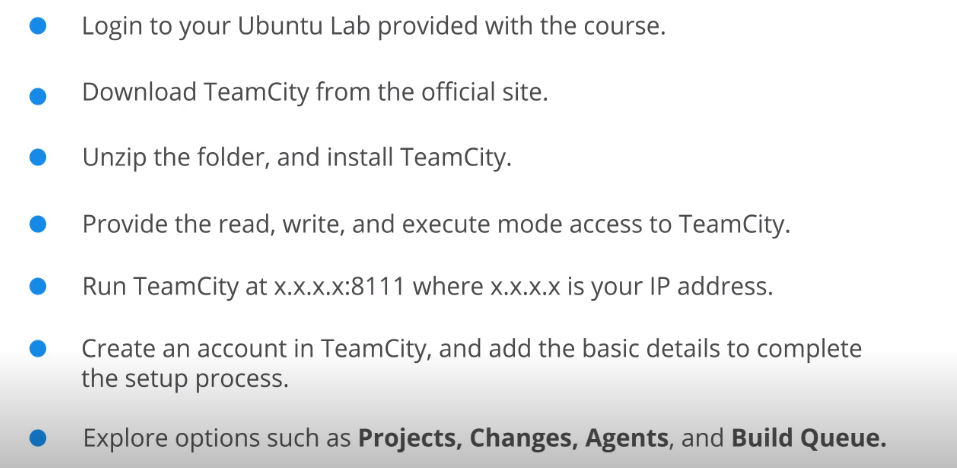 Login to your Ubuntu Lab provided with the course.
Download TeamCity from the official site.
Unzip the folder, and install TeamCity.
Provide the read, write, and execute mode access to TeamCity.
Run TeamCity at x.x.x.x:8111 where x.x.x.x is your IP address.
Create an account in TeamCity, and add the basic details to complete
the setup process.
Explore options such as Projects, Changes, Agents, and Build Queue.